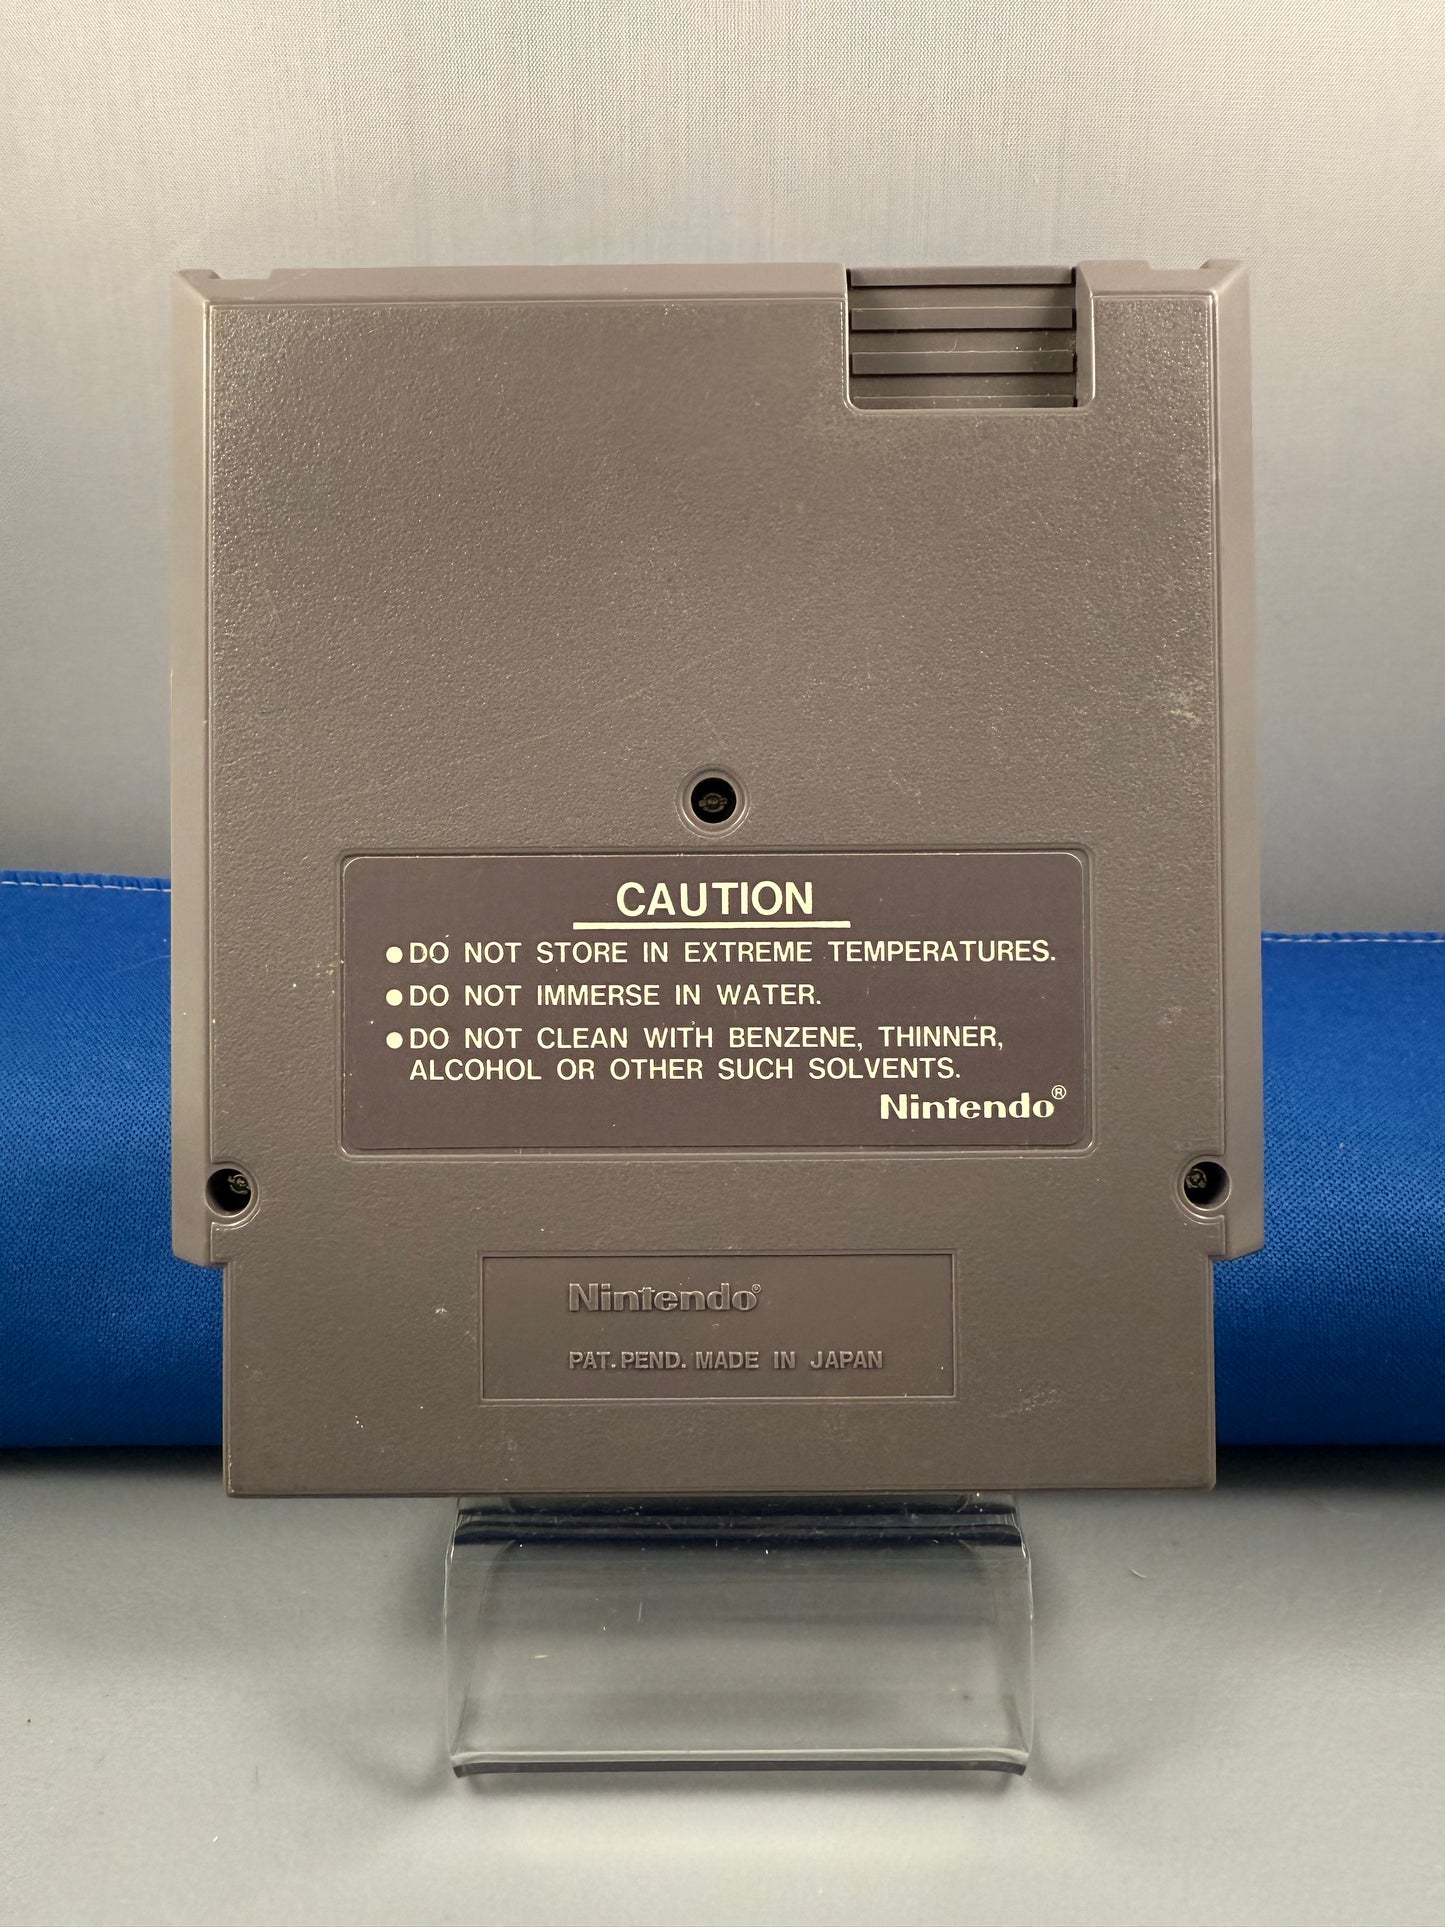 CAUTION
●DO NOT STORE IN EXTREME TEMPERATURES.
●DO NOT IMMERSE IN WATER.
●DO NOT CLEAN WITH BENZENE, THINNER,
ALCOHOL OR OTHER SUCH SOLVENTS.
Nintendo®
Nintendo®
PAT. PEND. MADE IN JAPAN